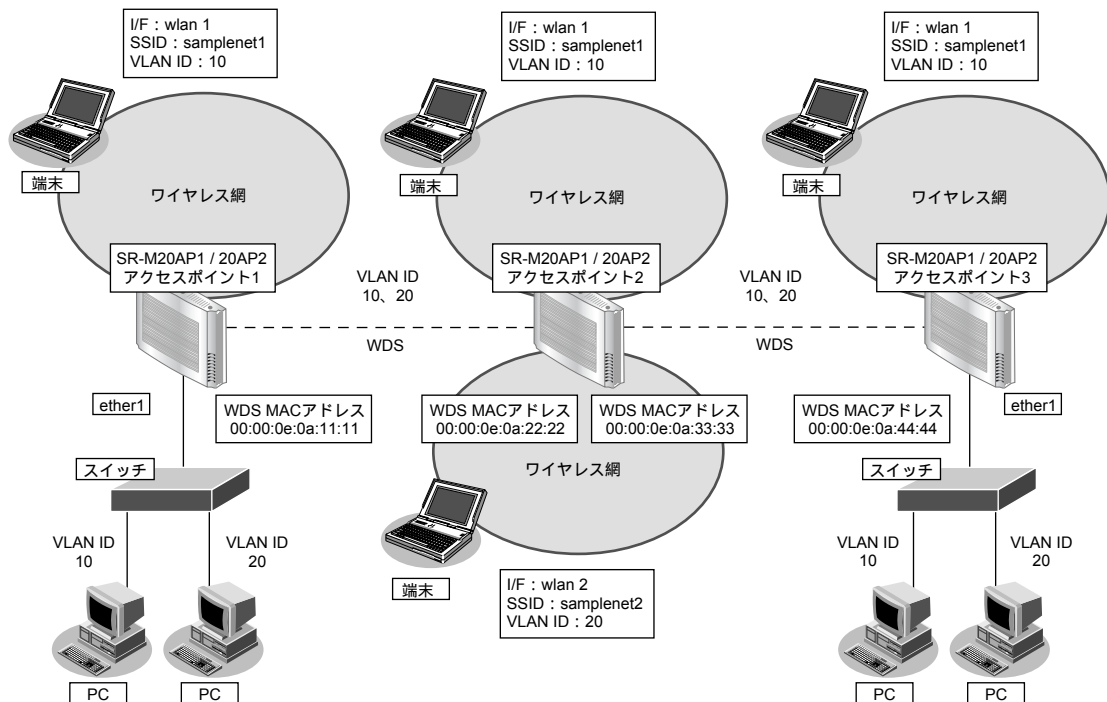 I/F：wlan 1
SSID：samplenet1
VLAN ID：10
I/F：wlan 1
SSID：samplenet1
VLAN ID：10
I/F：wlan 1
SSID：samplenet1
VLAN ID：10
端末
端末
端末
ワイヤレス網
ワイヤレス網
ワイヤレス網
SR-M20AP1 / 20AP2
アクセスポイント1
VLAN ID
10、20
SR-M20AP1 / 20AP2
アクセスポイント2
VLAN ID
10、20
SR-M20AP1 / 20AP2
アクセスポイント3
WDS
WDS
ether1
WDS MACアドレス
00:00:0e:0a:11:11
WDS MACアドレス
00:00:0e:0a:22:22
WDS MACアドレス
00:00:0e:0a:33:33
WDS MACアドレス
00:00:0e:0a:44:44
ether1
スイッチ
ワイヤレス網
スイッチ
VLAN ID
10
VLAN ID
20
端末
I/F：wlan 2
SSID：samplenet2
VLAN ID：20
VLAN ID
10
VLAN ID
20
PC
PC
PC
PC